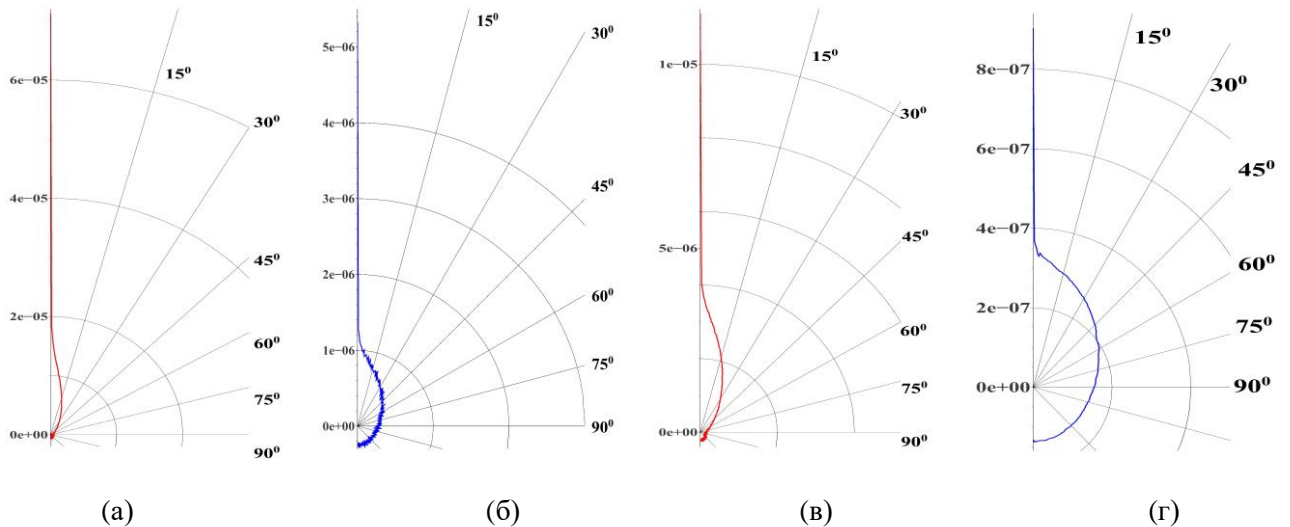 6e−05
4e−05
2e−05
0e+00
15⁰
30⁰
45⁰
60⁰
75⁰
90⁰
5e−06
4e−06
3e−06
2e−06
1e−06
0e+00
15⁰
30⁰
45⁰
60⁰
75⁰
90⁰
1e−05
5e−06
0e+00
15⁰
30⁰
45⁰
60⁰
75⁰
90⁰
8e−07
6e−07
4e−07
2e−07
0e+00
15⁰
30⁰
45⁰
60⁰
75⁰
90⁰
(а) (б) (в) (г)